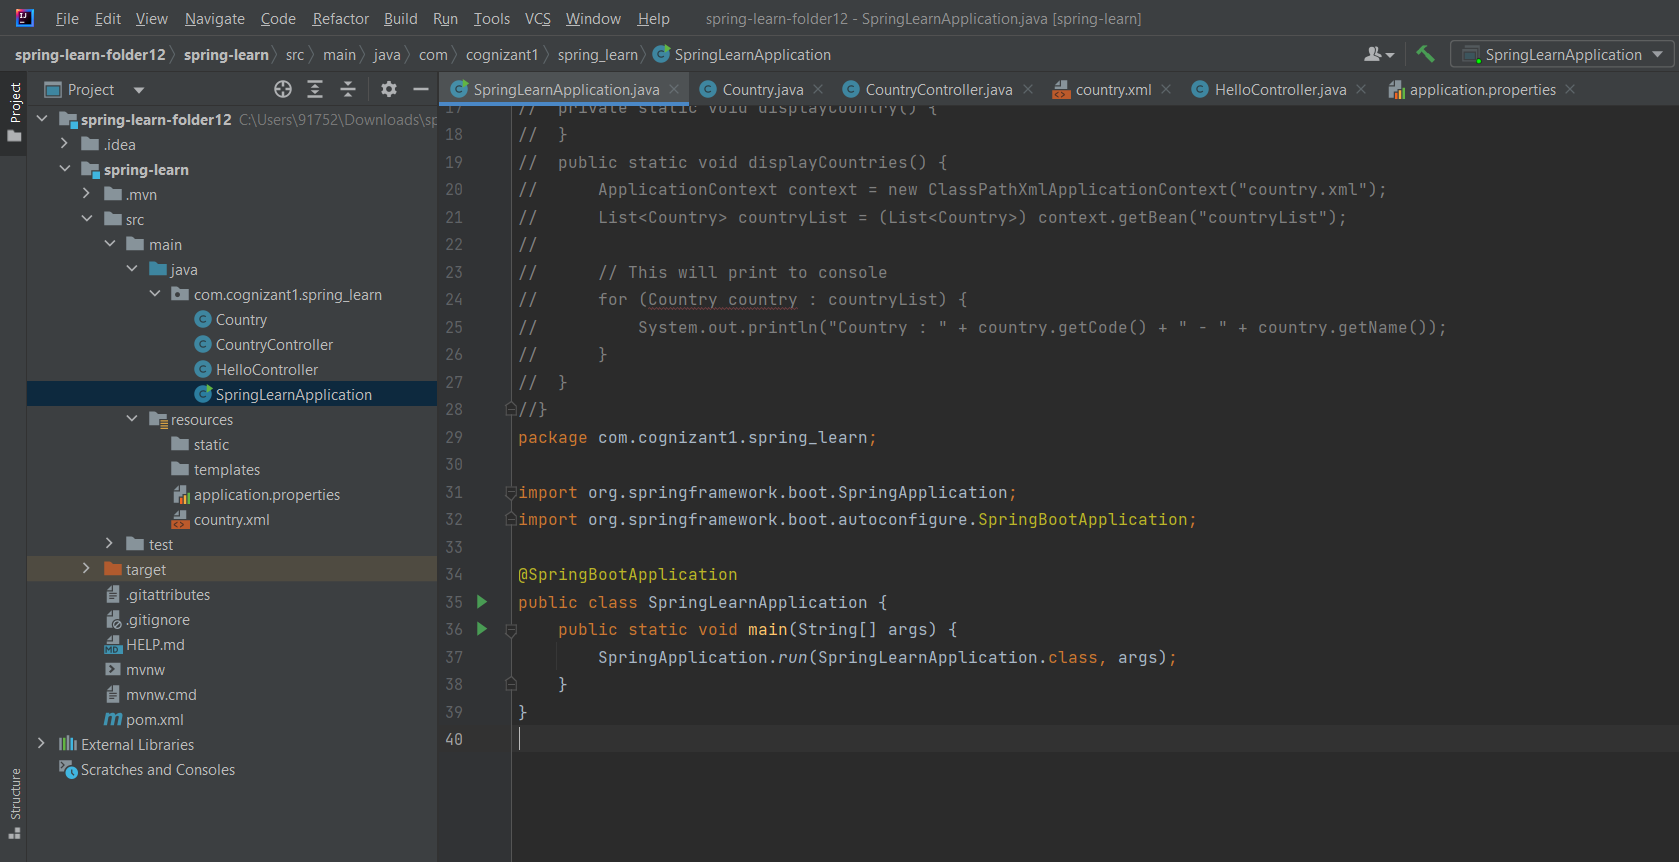 File Edit View Navigate Code Refactor Build Run Tools VCS Window Help spring-learn-folder12 - SpringLearnApplication.java [spring-learn]
spring-learn-folder12 spring-learn src main java com cognizant1 spring_learn SpringLearnApplication SpringLearnApplication
Project
Project
SpringLearnApplication.java Country.java CountryController.java country.xml HelloController.java application.properties
spring-learn-folder12 C:\Users\91752\Downloads\sp
.idea
spring-learn
.mvn
src
main
java
com.cognizant1.spring_learn
Country
CountryController
HelloController
SpringLearnApplication
resources
static
templates
application.properties
country.xml
test
target
.gitattributes
.gitignore
HELP.md
mvnw
mvnw.cmd
pom.xml
External Libraries
Scratches and Consoles
Structure
17 // private static void displayCountry() {
18 // }
19 // public static void displayCountries() {
20 // ApplicationContext context = new ClassPathXmlApplicationContext("country.xml");
21 // List<Country> countryList = (List<Country>) context.getBean("countryList");
22 //
23 // // This will print to console
24 // for (Country country : countryList) {
25 // System.out.println("Country : " + country.getCode() + " - " + country.getName());
26 // }
27 // }
28 //}
29 package com.cognizant1.spring_learn;
30
31 import org.springframework.boot.SpringApplication;
32 import org.springframework.boot.autoconfigure.SpringBootApplication;
33
34 @SpringBootApplication
35 public class SpringLearnApplication {
36 public static void main(String[] args) {
37 SpringApplication.run(SpringLearnApplication.class, args);
38 }
39 }
40